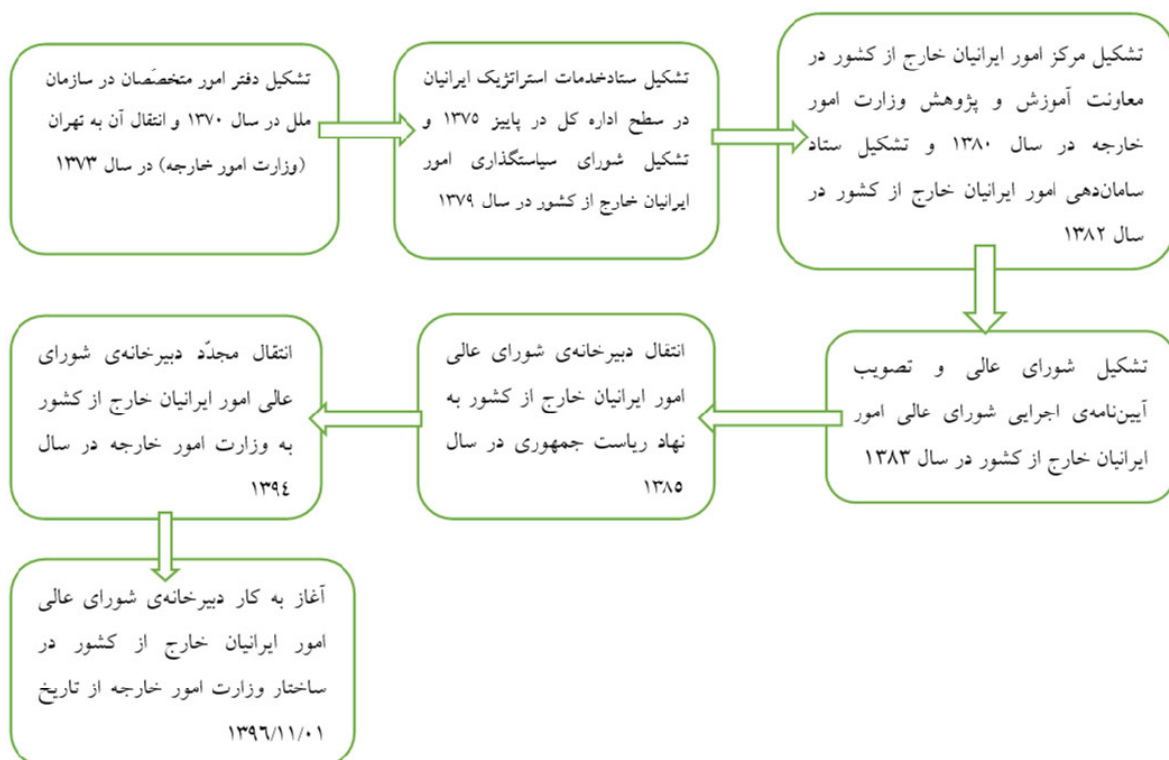 تشکیل دفتر امور متخصّصان در سازمان
ملل در سال ۱۳۷۰ و انتقال آن به تهران
(وزارت امور خارجه) در سال ۱۳۷۳
تشکیل ستادخدمات استراتژیک ایرانیان
در سطح اداره کل در پاییز ۱۳۷۵ و
تشکیل شورای سیاستگذاری امور
ایرانیان خارج از کشور در سال ۱۳۷۹
تشکیل مرکز امور ایرانیان خارج از کشور در
معاونت آموزش و پژوهش وزارت امور
خارجه در سال ۱۳۸۰ و تشکیل ستاد
سامان‌دهی امور ایرانیان خارج از کشور در
سال ۱۳۸۲
تشکیل شورای عالی و تصویب
آیین‌نامه‌ی اجرایی شورای عالی امور
ایرانیان خارج از کشور در سال ۱۳۸۳
انتقال دبیرخانه‌ی شورای عالی
امور ایرانیان خارج از کشور به
نهاد ریاست جمهوری در سال
۱۳۸۵
انتقال مجدّد دبیرخانه‌ی شورای
عالی امور ایرانیان خارج از کشور
به وزارت امور خارجه در سال
۱۳۹٤
آغاز به کار دبیرخانه‌ی شورای عالی
امور ایرانیان خارج از کشور در
ساختار وزارت امور خارجه از تاریخ
۱۳۹٦/۱۱/۰۱